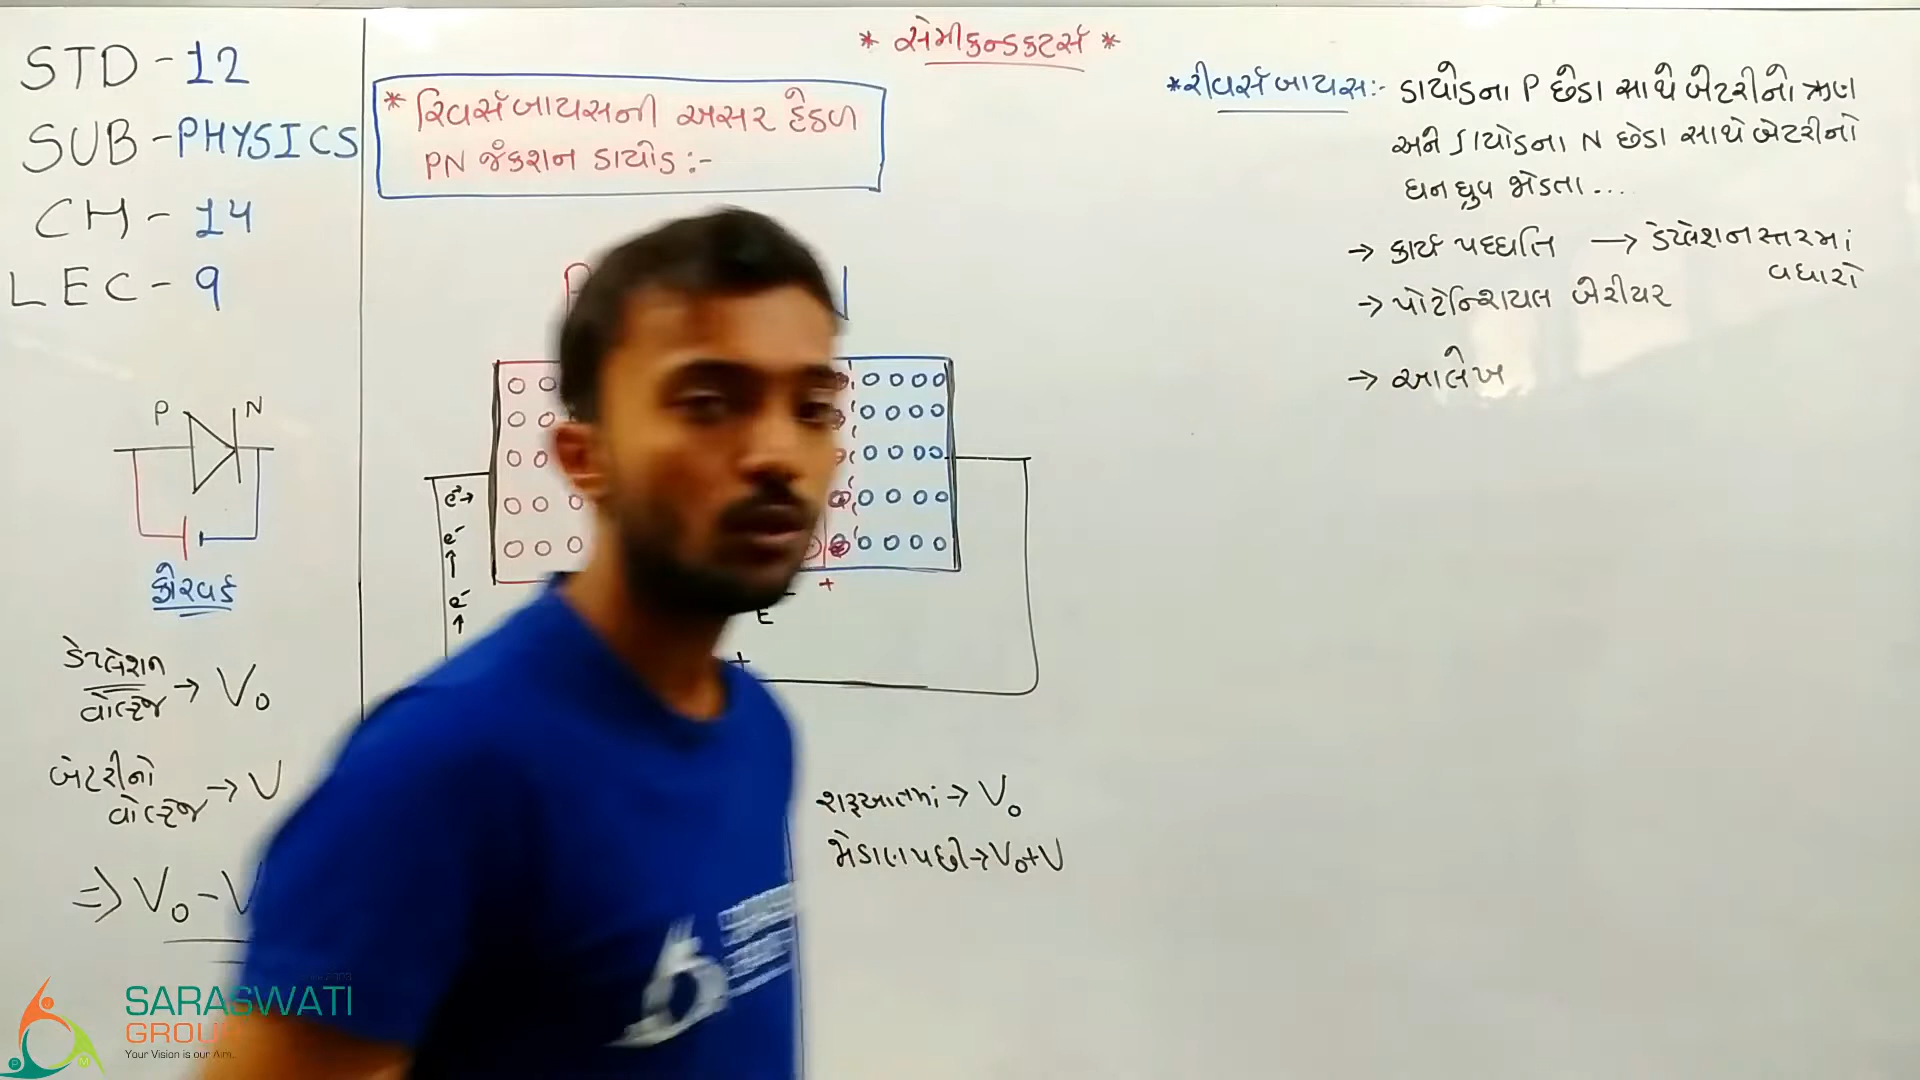 STD - 12
SUB - PHYSICS
CH - 14
LEC - 9
P N
ફોરવર્ડ
ડેપ્લેશન
વોલ્ટેજ → V₀
બેટરીનો
વોલ્ટેજ → V
⇒ V₀ - V
* સેમીકન્ડકટર્સ *
* રિવર્સ બાયસની અસર હેઠળ
PN જંકશન ડાયોડ :-
e⁻→
e⁻
↑
e⁻
↑
E
+
+
શરૂઆતમાં → V₀
જોડાણ પછી → V₀+V
* રીવર્સ બાયસ :- ડાયોડના P છેડા સાથે બેટરીનો ઋણ
અને ડાયોડના N છેડા સાથે બેટરીનો
ધન ધ્રુવ જોડતા ...
→ કાર્ય પધ્ધતિ → ડેપ્લેશન સ્તરમાં
વધારો
→ પોટેન્શિયલ બેરીયર
→ આલેખ
SARASWATI
GROU
Your Vision is our Aim..